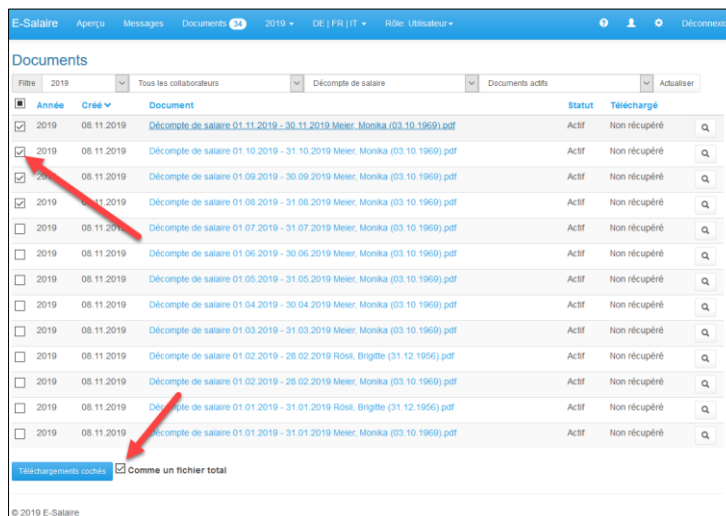 E-Salaire Aperçu Messages Documents 34 2019 DE | FR | IT Rôle: Utilisateur Déconnexio
Documents
Filtre 2019 Tous les collaborateurs Décompte de salaire Documents actifs Actualiser
Année Créé Document Statut Téléchargé
2019 08.11.2019 Décompte de salaire 01.11.2019 - 30.11.2019 Meier, Monika (03.10.1969).pdf Actif Non récupéré
2019 08.11.2019 Décompte de salaire 01.10.2019 - 31.10.2019 Meier, Monika (03.10.1969).pdf Actif Non récupéré
2019 08.11.2019 Décompte de salaire 01.09.2019 - 30.09.2019 Meier, Monika (03.10.1969).pdf Actif Non récupéré
2019 08.11.2019 Décompte de salaire 01.08.2019 - 31.08.2019 Meier, Monika (03.10.1969).pdf Actif Non récupéré
2019 08.11.2019 Décompte de salaire 01.07.2019 - 31.07.2019 Meier, Monika (03.10.1969).pdf Actif Non récupéré
2019 08.11.2019 Décompte de salaire 01.06.2019 - 30.06.2019 Meier, Monika (03.10.1969).pdf Actif Non récupéré
2019 08.11.2019 Décompte de salaire 01.05.2019 - 31.05.2019 Meier, Monika (03.10.1969).pdf Actif Non récupéré
2019 08.11.2019 Décompte de salaire 01.04.2019 - 30.04.2019 Meier, Monika (03.10.1969).pdf Actif Non récupéré
2019 08.11.2019 Décompte de salaire 01.03.2019 - 31.03.2019 Meier, Monika (03.10.1969).pdf Actif Non récupéré
2019 08.11.2019 Décompte de salaire 01.02.2019 - 28.02.2019 Rösli, Brigitte (31.12.1956).pdf Actif Non récupéré
2019 08.11.2019 Décompte de salaire 01.02.2019 - 28.02.2019 Meier, Monika (03.10.1969).pdf Actif Non récupéré
2019 08.11.2019 Décompte de salaire 01.01.2019 - 31.01.2019 Rösli, Brigitte (31.12.1956).pdf Actif Non récupéré
2019 08.11.2019 Décompte de salaire 01.01.2019 - 31.01.2019 Meier, Monika (03.10.1969).pdf Actif Non récupéré
Téléchargements cochés Comme un fichier total
© 2019 E-Salaire